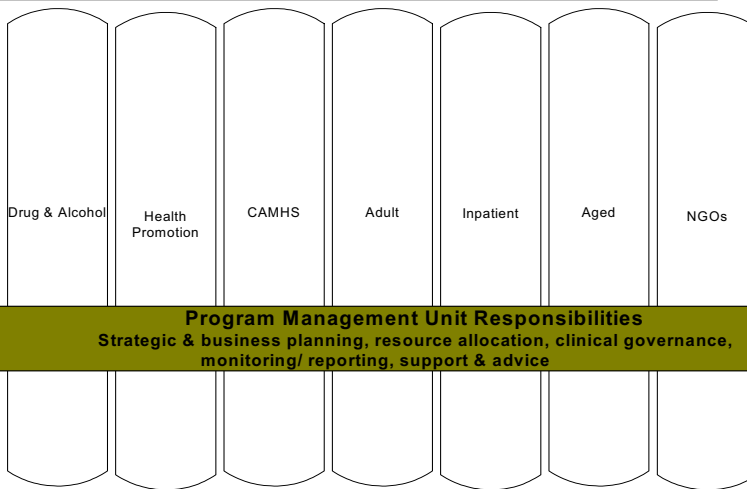 Drug & Alcohol
Health
Promotion
CAMHS
Adult
Inpatient
Aged
NGOs
Program Management Unit Responsibilities
Strategic & business planning, resource allocation, clinical governance,
monitoring/ reporting, support & advice